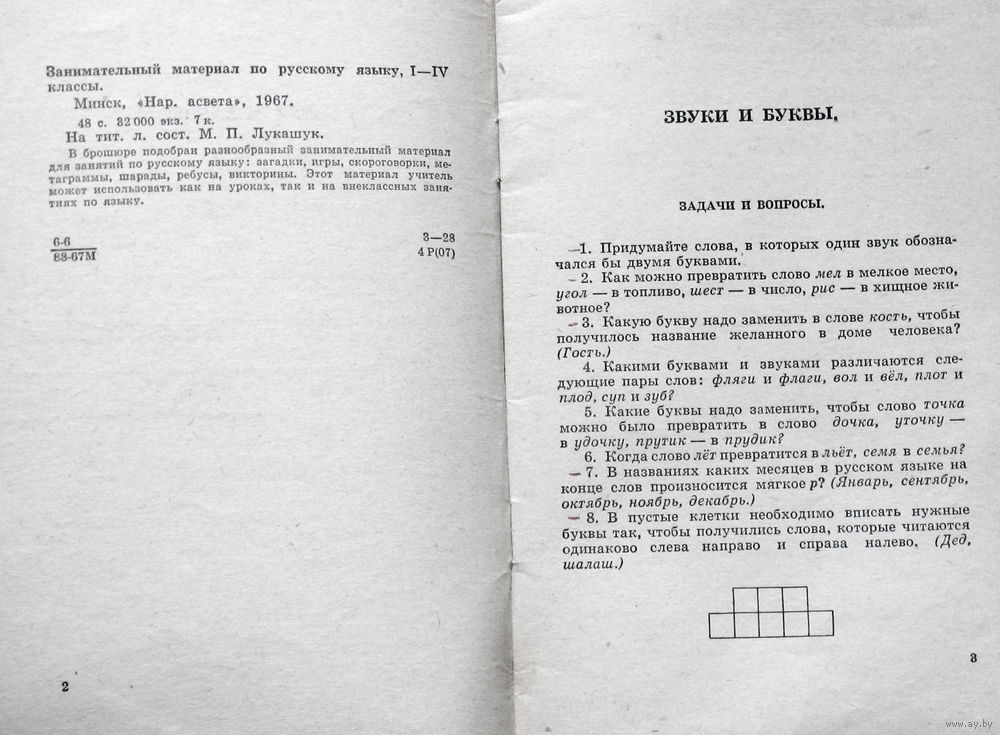 Занимательный материал по русскому языку, I—IV
классы.
Минск, «Нар. асвета», 1967.
48 с. 32 000 экз. 7 к.
На тит. л. сост. М. П. Лукашук.
В брошюре подобран разнообразный занимательный материал
для занятий по русскому языку: загадки, игры, скороговорки, ме-
таграммы, шарады, ребусы, викторины. Этот материал учитель
может использовать как на уроках, так и на внеклассных заня-
тиях по языку.
6-6
88-67М
3—28
4 Р(07)
2
ЗВУКИ И БУКВЫ.
ЗАДАЧИ И ВОПРОСЫ.
1. Придумайте слова, в которых один звук обозна-
чался бы двумя буквами.
2. Как можно превратить слово мел в мелкое место,
угол — в топливо, шест — в число, рис — в хищное жи-
вотное?
3. Какую букву надо заменить в слове кость, чтобы
получилось название желанного в доме человека?
(Гость.)
4. Какими буквами и звуками различаются сле-
дующие пары слов: фляги и флаги, вол и вёл, плот и
плод, суп и зуб?
5. Какие буквы надо заменить, чтобы слово точка
можно было превратить в слово дочка, уточку —
в удочку, прутик — в прудик?
6. Когда слово лёт превратится в льёт, семя в семья?
7. В названиях каких месяцев в русском языке на
конце слов произносится мягкое р? (Январь, сентябрь,
октябрь, ноябрь, декабрь.)
8. В пустые клетки необходимо вписать нужные
буквы так, чтобы получились слова, которые читаются
одинаково слева направо и справа налево. (Дед,
шалаш.)
3
www.ay.by